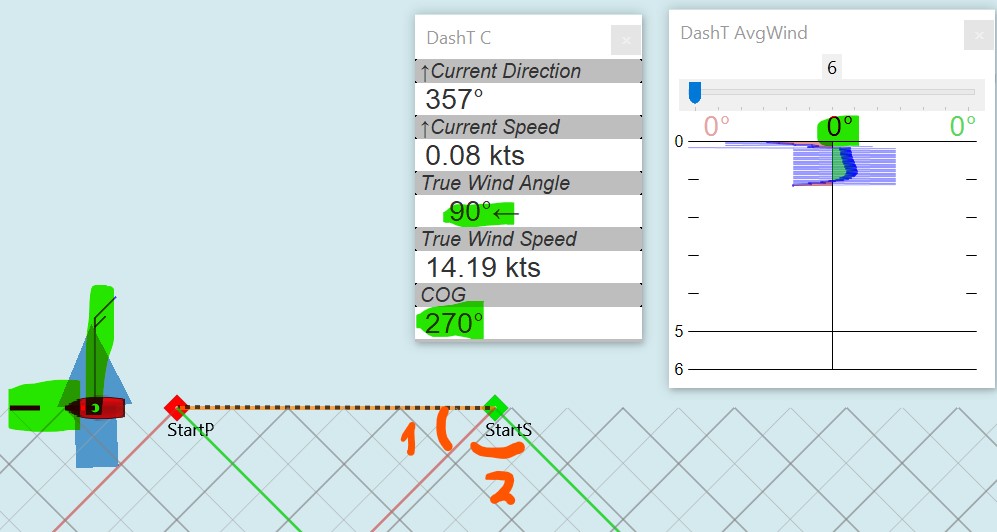 DashT C
↑Current Direction
357°
↑Current Speed
0.08 kts
True Wind Angle
90°←
True Wind Speed
14.19 kts
COG
270°
DashT AvgWind
6
0° 0° 0°
0
5
6
StartP
StartS
1
2